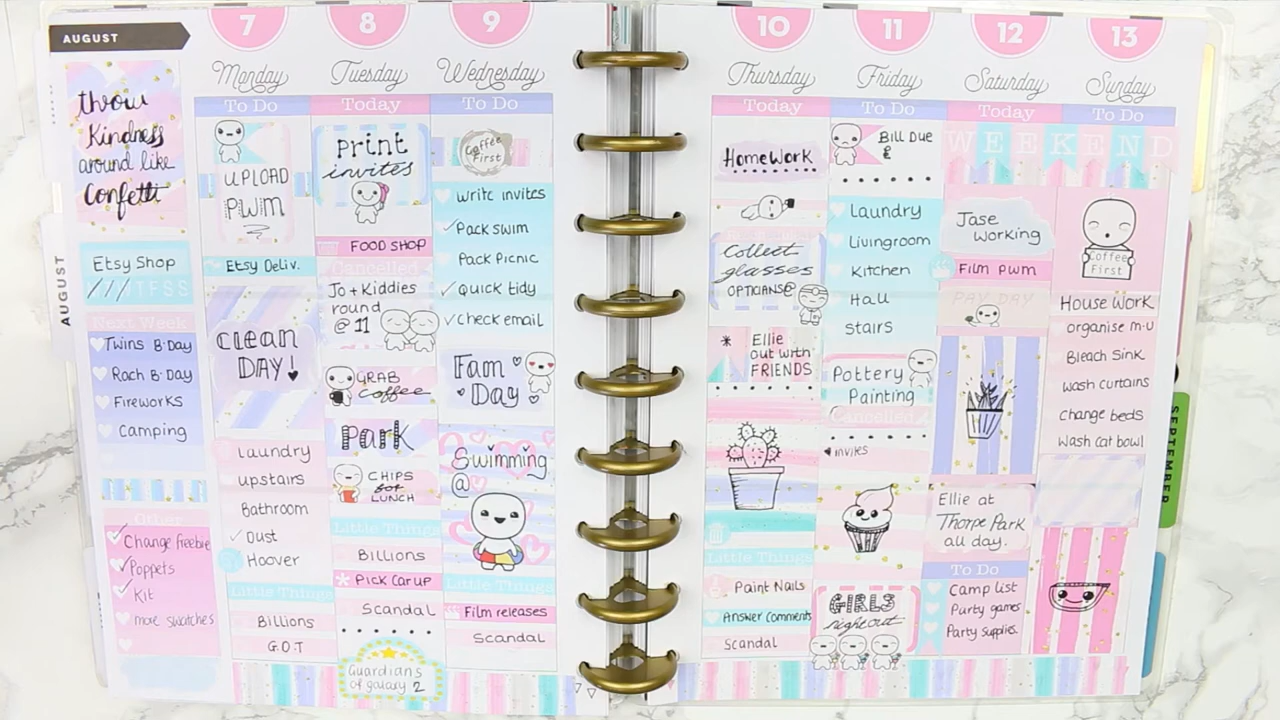 AUGUST
throw
Kindness
around like
Confetti
Etsy Shop
TFSS
Next Week
Twins B·Day
Rach B·Day
Fireworks
Camping
Other
Change freebie
Poppets
Kit
more swatches
AUGUST
7
Monday
To Do
UPLOAD
PWM
Etsy Deliv.
CLEAN
DAY!
Laundry
upstairs
Bathroom
Dust
Hoover
Little Things
Billions
G.O.T
8
Tuesday
Today
Print
invites
FOOD SHOP
Cancelled
Jo + Kiddies
round
@ 11
GRAB
Coffee
PARK
CHIPS
for
LUNCH
Little Things
Billions
Pick Car up
Scandal
Guardians
of galaxy 2
9
Wednesday
To Do
Coffee
First
Write invites
Pack swim
Pack Picnic
Quick tidy
Check email
Fam
Day
Swimming
@
Little Things
Film releases
Scandal
10
Thursday
Today
HomeWork
Collect
glasses
OPTICIANS@
* Ellie
out with
FRIENDS
Little Things
Paint Nails
Answer Comments
Scandal
11
Friday
To Do
Bill Due
£
Laundry
Livingroom
Kitchen
Hall
Stairs
Pottery
Painting
Cancelled
invites
GIRLS
night out
12
Saturday
Today
WEEKEND
Jase
Working
Film PWM
PAY DAY
Ellie at
Thorpe Park
all day.
To Do
Camp list
Party games
Party Supplies.
13
Sunday
To Do
Coffee
First
House Work
organise m·u
Bleach Sink
wash curtains
change beds
wash cat bowl
SEPTEMBER